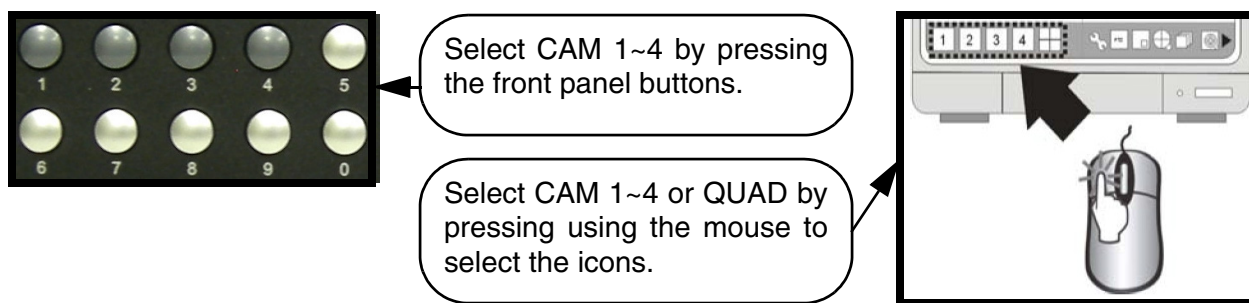 1 2 3 4 5
6 7 8 9 0
Select CAM 1~4 by pressing
the front panel buttons.
Select CAM 1~4 or QUAD by
pressing using the mouse to
select the icons.
1 2 3 4